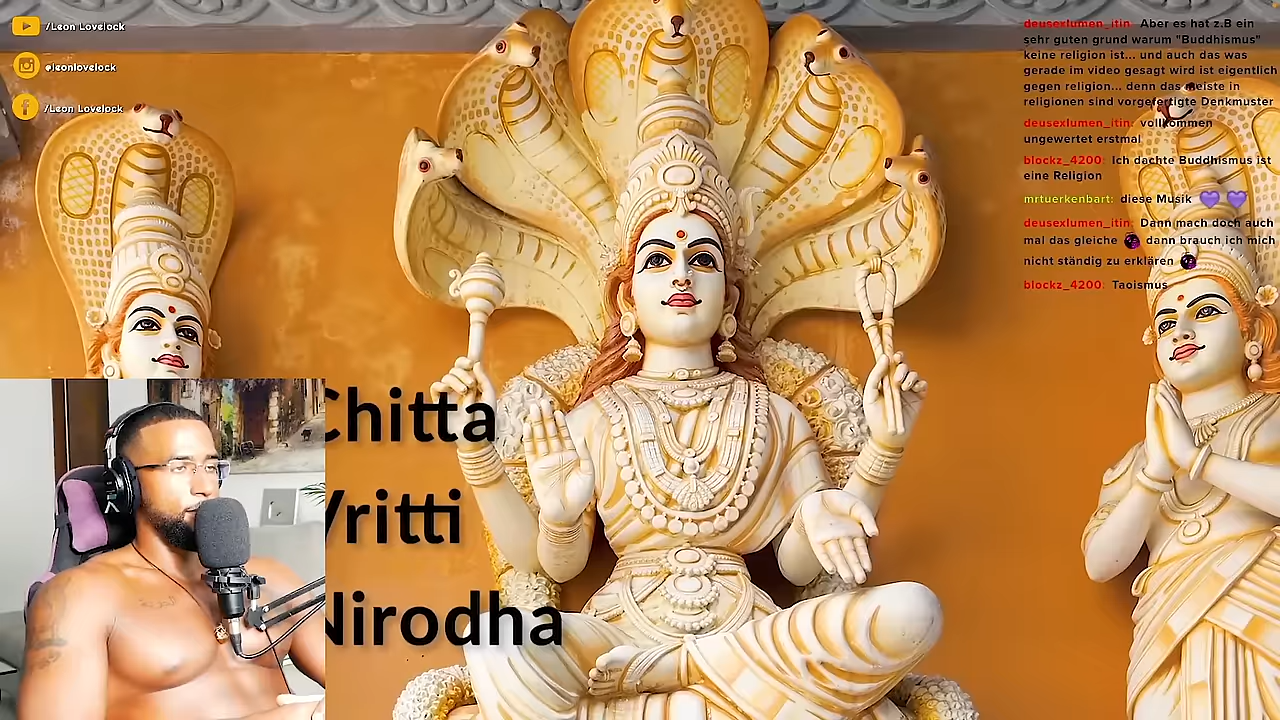 /Leon Lovelock
@leonlovelock
/Leon Lovelock
deusexlumen_itin: Aber es hat z.B ein
sehr guten grund warum "Buddhismus"
keine religion ist... und auch das was
gerade im video gesagt wird ist eigentlich
gegen religion... denn das meiste in
religionen sind vorgefertigte Denkmuster
deusexlumen_itin: vollkommen
ungewertet erstmal
blockz_4200: Ich dachte Buddhismus ist
eine Religion
mrtuerkenbart: diese Musik
deusexlumen_itin: Dann mach doch auch
mal das gleiche dann brauch ich mich
nicht ständig zu erklären
blockz_4200: Taoismus
Chitta
Vritti
Nirodha